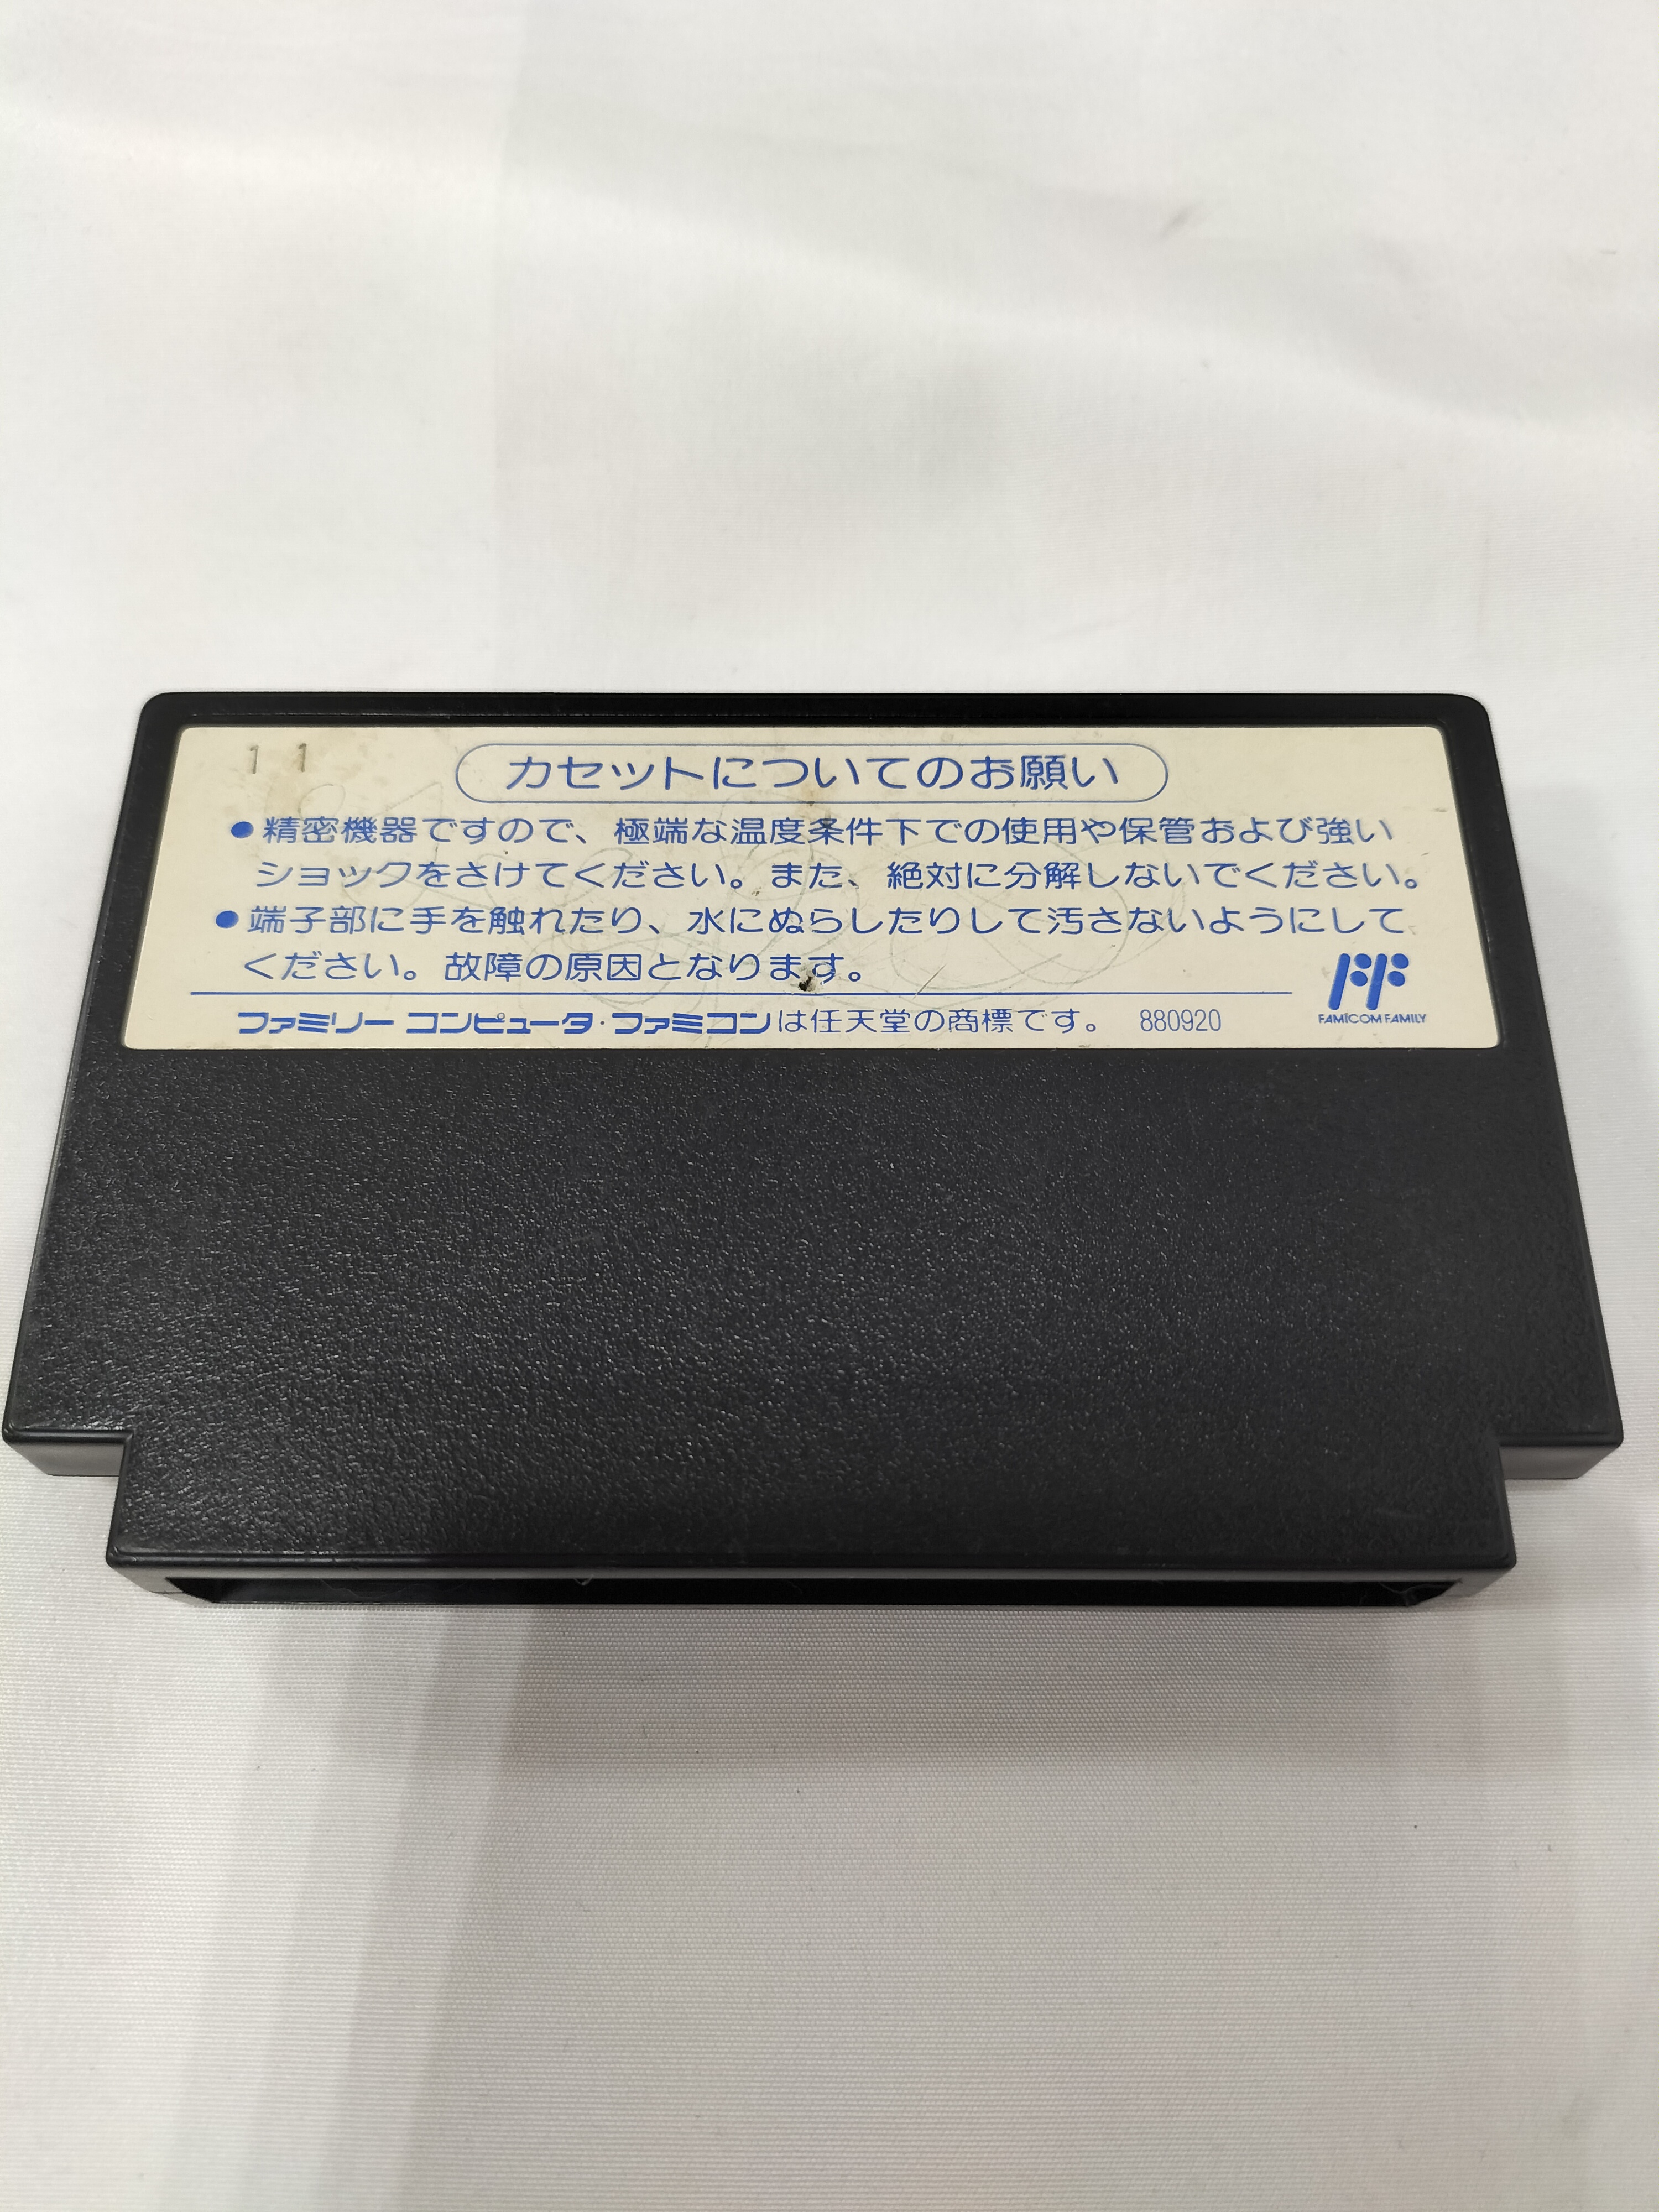 11
カセットについてのお願い
●精密機器ですので、極端な温度条件下での使用や保管および強い
ショックをさけてください。また、絶対に分解しないでください。
●端子部に手を触れたり、水にぬらしたりして汚さないようにして
ください。故障の原因となります。
ファミリー コンピュータ・ファミコンは任天堂の商標です。 880920
FAMICOM FAMILY